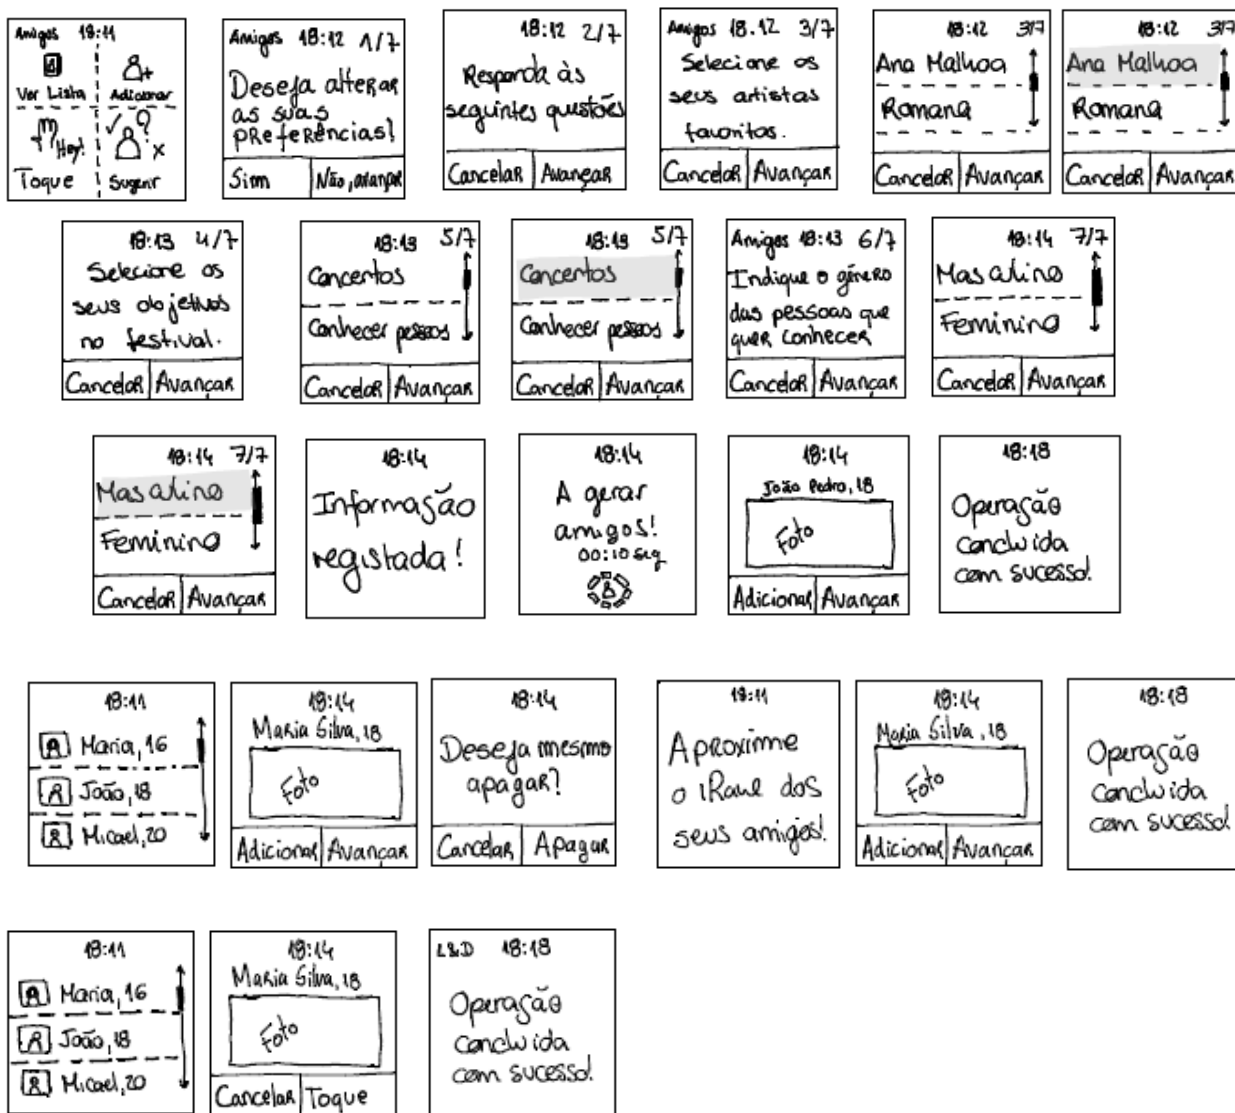 Amigos 18:11
Ver Lista
Adicionar
Hey!
Toque
Sugerir
Amigos 18:12 1/7
Deseja alterar
as suas
preferências?
Sim
Não, avançar
18:12 2/7
Responda às
seguintes questões
Cancelar
Avançar
Amigos 18.12 3/7
Selecione os
seus artistas
favoritos.
Cancelar
Avançar
18:12 3/7
Ana Malhoa
Romana
Cancelar
Avançar
18:12 3/7
Ana Malhoa
Romana
Cancelar
Avançar
18:13 4/7
Selecione os
seus objetivos
no festival.
Cancelar
Avançar
18:13 5/7
Concertos
Conhecer pessoas
Cancelar
Avançar
18:13 5/7
Concertos
Conhecer pessoas
Cancelar
Avançar
Amigos 18:13 6/7
Indique o género
das pessoas que
quer conhecer
Cancelar
Avançar
18:14 7/7
Masculino
Feminino
Cancelar
Avançar
18:14 7/7
Masculino
Feminino
Cancelar
Avançar
18:14
Informação
registada!
18:14
A gerar
amigos!
00:10 seg
18:14
João Pedro, 18
Foto
Adicionar
Avançar
18:18
Operação
concluida
com sucesso!
18:11
Maria, 16
João, 18
Micael, 20
18:14
Maria Silva, 18
Foto
Adicionar
Avançar
18:14
Deseja mesmo
apagar?
Cancelar
Apagar
18:11
Aproxime
o iRave dos
seus amigos!
18:14
Maria Silva, 18
Foto
Adicionar
Avançar
18:18
Operação
concluida
com sucesso!
18:11
Maria, 16
João, 18
Micael, 20
18:14
Maria Silva, 18
Foto
Cancelar
Toque
L&D 18:18
Operação
concluida
com sucesso!